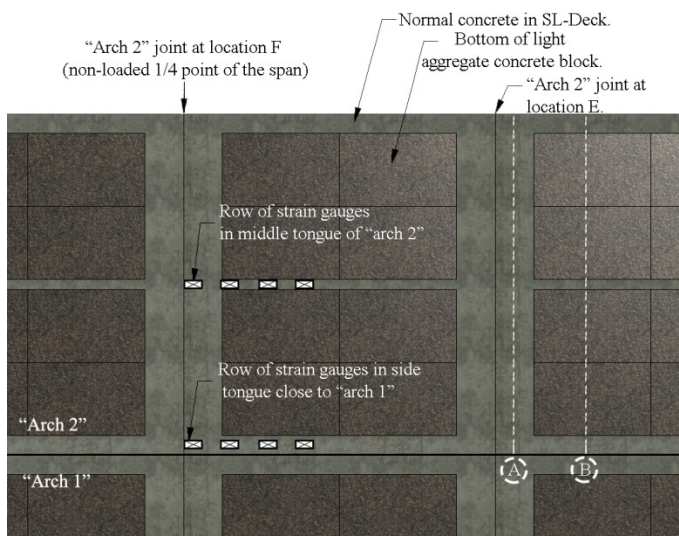 Normal concrete in SL-Deck.
“Arch 2” joint at location F
(non-loaded 1/4 point of the span)
Bottom of light
aggregate concrete block.
“Arch 2” joint at
location E.
Row of strain gauges
in middle tongue of “arch 2”
Row of strain gauges in side
tongue close to “arch 1”
“Arch 2”
“Arch 1”
A
B